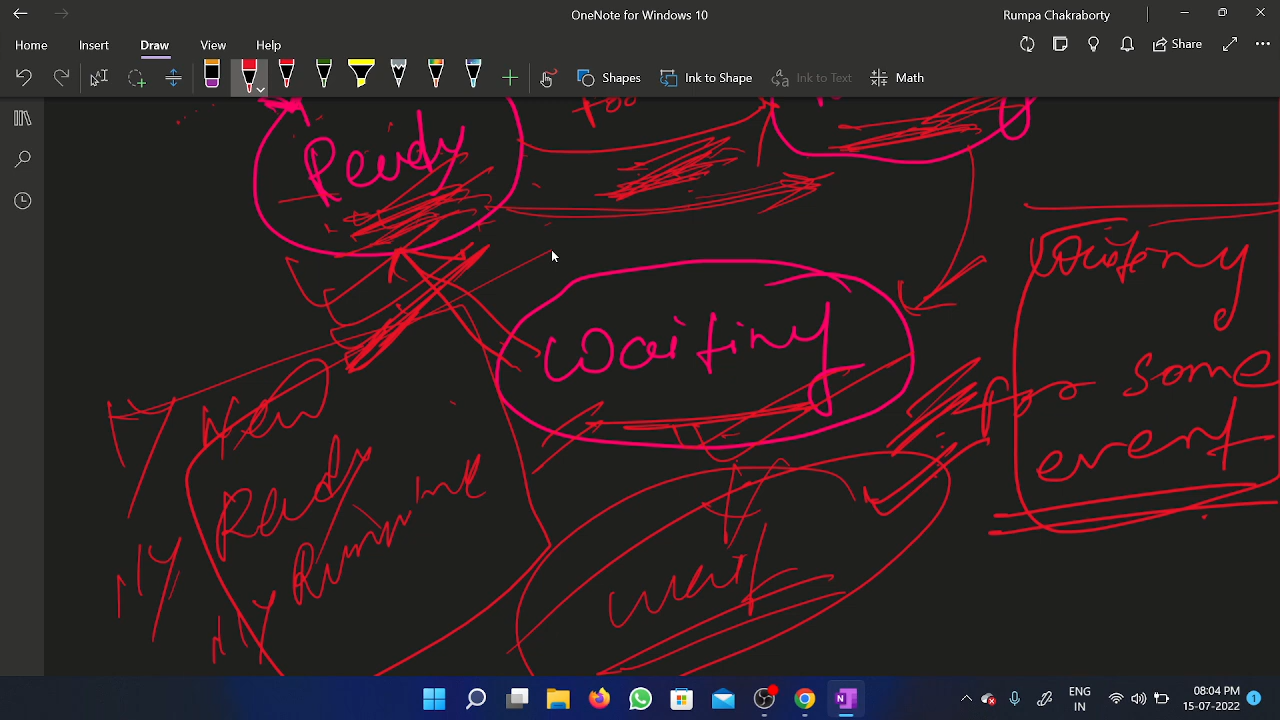 OneNote for Windows 10
Rumpa Chakraborty
Home
Insert
Draw
View
Help
Share
Shapes
Ink to Shape
Ink to Text
Math
Ready
Waiting
Waiting
for some
event
New
Ready
Running
wait
ENG
IN
08:04 PM
15-07-2022
1